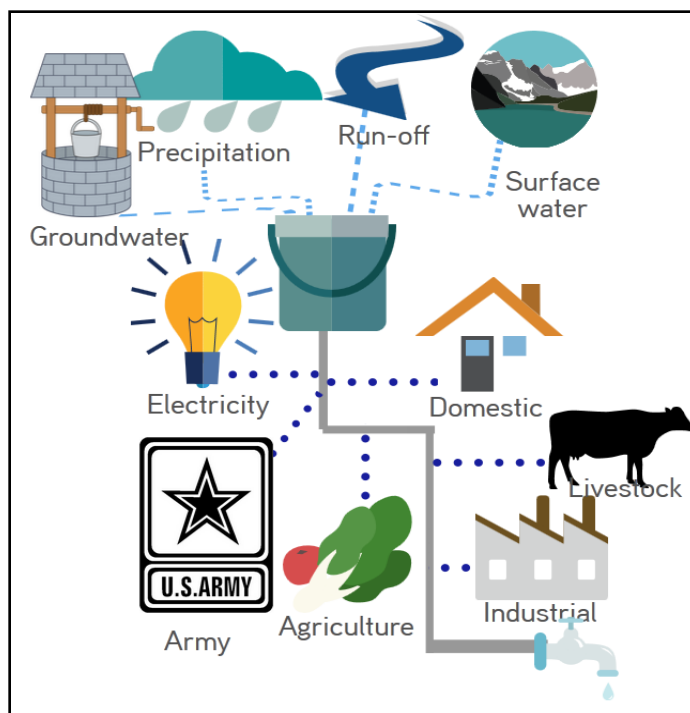 Precipitation
Run-off
Surface
water
Groundwater
Electricity
Domestic
Livestock
U.S.ARMY
Industrial
Agriculture
Army